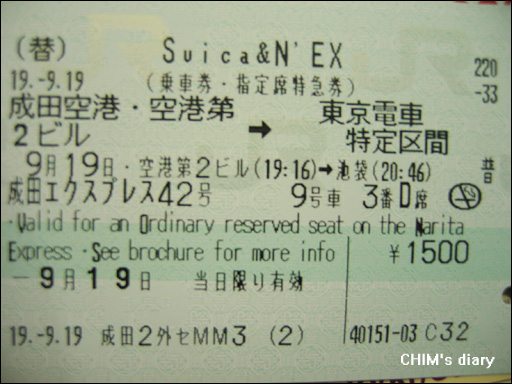 (替) Suica&N'EX
19.-9.19 (乗車券・指定席特急券) 220
-33
成田空港・空港第2ビル ➡ 東京電車特定区間
9月19日・空港第2ビル(19:16)➡池袋(20:46) 普
成田エクスプレス42号 9号車 3番D席
・Valid for an Ordinary reserved seat on the Narita
Express・See brochure for more info ¥1500
-9月19日 当日限り有効
19.-9.19 成田2外セMM3 (2) 40151-03 C32
CHIM's diary